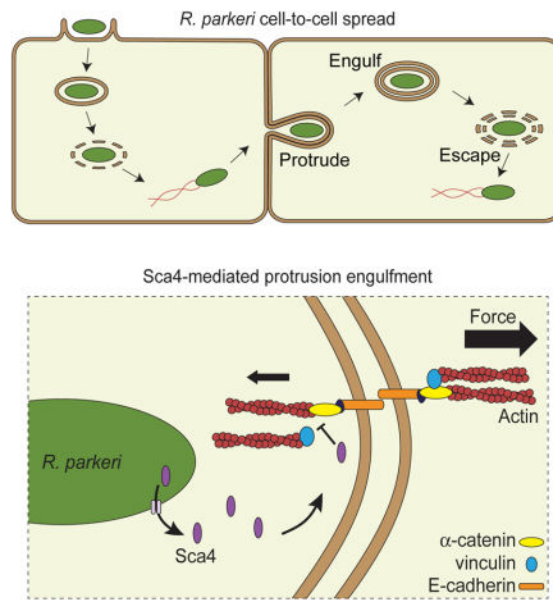 R. parkeri cell-to-cell spread
Engulf
Protrude
Escape
Sca4-mediated protrusion engulfment
Force
Actin
R. parkeri
Sca4
α-catenin
vinculin
E-cadherin